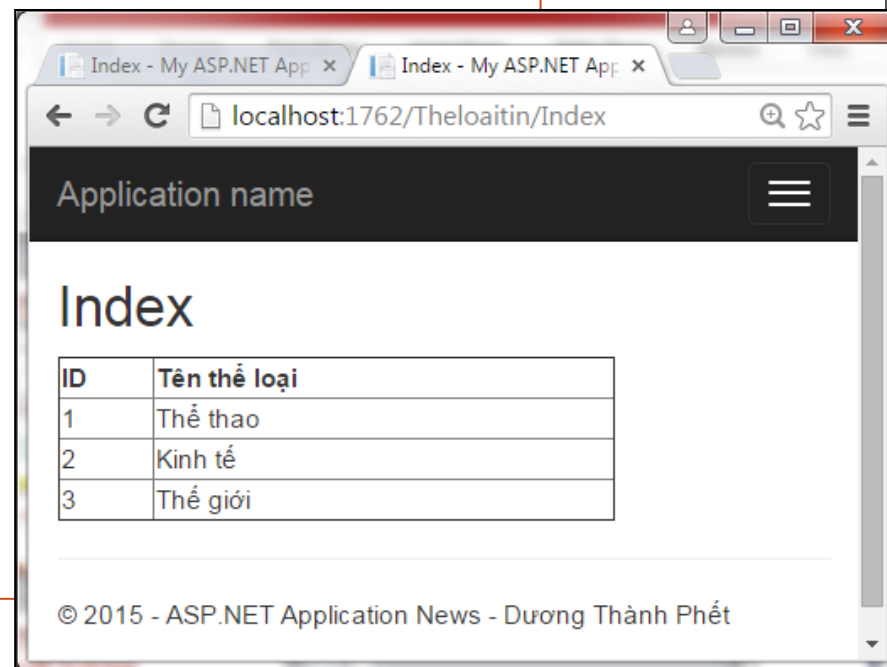 Index - My ASP.NET App Index - My ASP.NET App
localhost:1762/Theloaitin/Index
Application name
Index
ID Tên thể loại
1 Thể thao
2 Kinh tế
3 Thế giới
© 2015 - ASP.NET Application News - Dương Thành Phết